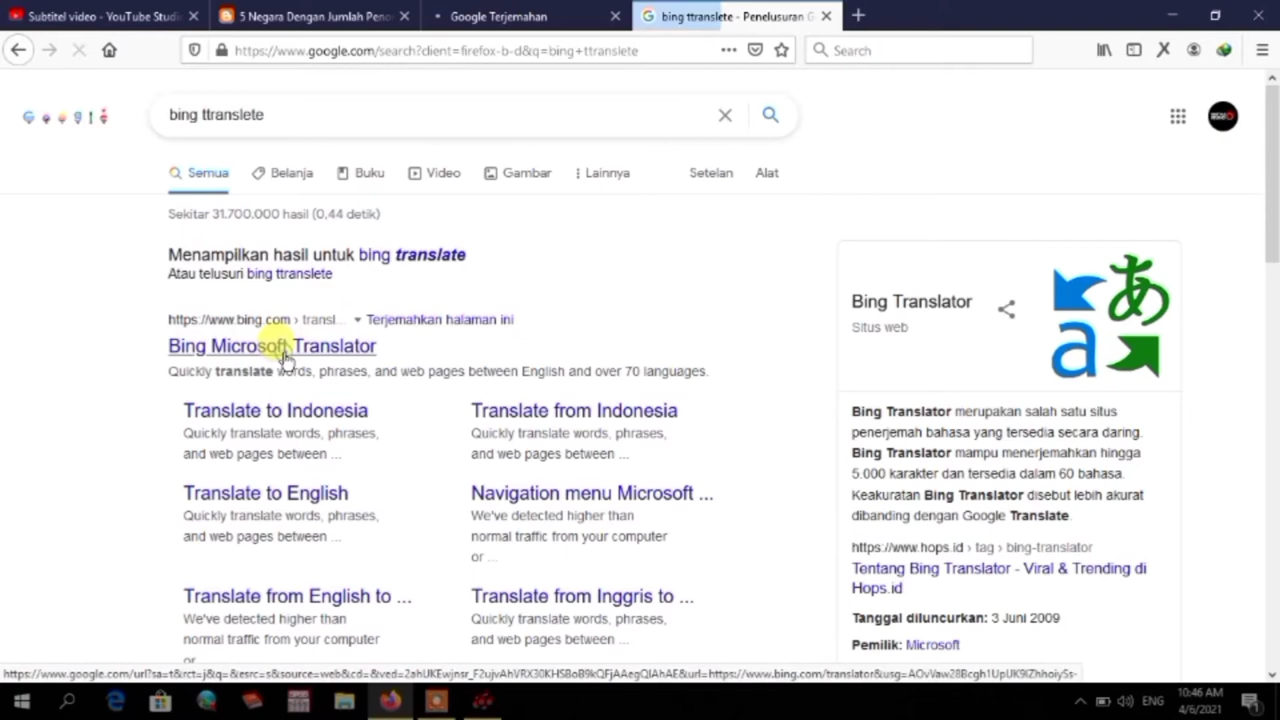 Subtitel video - YouTube Studi
5 Negara Dengan Jumlah Peno
Google Terjemahan
bing ttranslete - Penelusuran G
https://www.google.com/search?client=firefox-b-d&q=bing+ttranslete
Search
Google
bing ttranslete
Semua
Belanja
Buku
Video
Gambar
Lainnya
Setelan
Alat
Sekitar 31.700.000 hasil (0,44 detik)
Menampilkan hasil untuk bing translate
Atau telusuri bing ttranslete
https://www.bing.com › transl...
Terjemahkan halaman ini
Bing Microsoft Translator
Quickly translate words, phrases, and web pages between English and over 70 languages.
Translate to Indonesia
Quickly translate words, phrases,
and web pages between ...
Translate from Indonesia
Quickly translate words, phrases,
and web pages between ...
Translate to English
Quickly translate words, phrases,
and web pages between ...
Navigation menu Microsoft ...
We've detected higher than
normal traffic from your computer
or ...
Translate from English to ...
We've detected higher than
normal traffic from your computer
or
Translate from Inggris to ...
Quickly translate words, phrases,
and web pages between ...
Bing Translator
Situs web
あ
a
Bing Translator merupakan salah satu situs
penerjemah bahasa yang tersedia secara daring.
Bing Translator mampu menerjemahkan hingga
5.000 karakter dan tersedia dalam 60 bahasa.
Keakuratan Bing Translator disebut lebih akurat
dibanding dengan Google Translate.
https://www.hops.id › tag › bing-translator
Tentang Bing Translator - Viral & Trending di
Hops.id
Tanggal diluncurkan: 3 Juni 2009
Pemilik: Microsoft
ENG
10:46 AM
4/6/2021